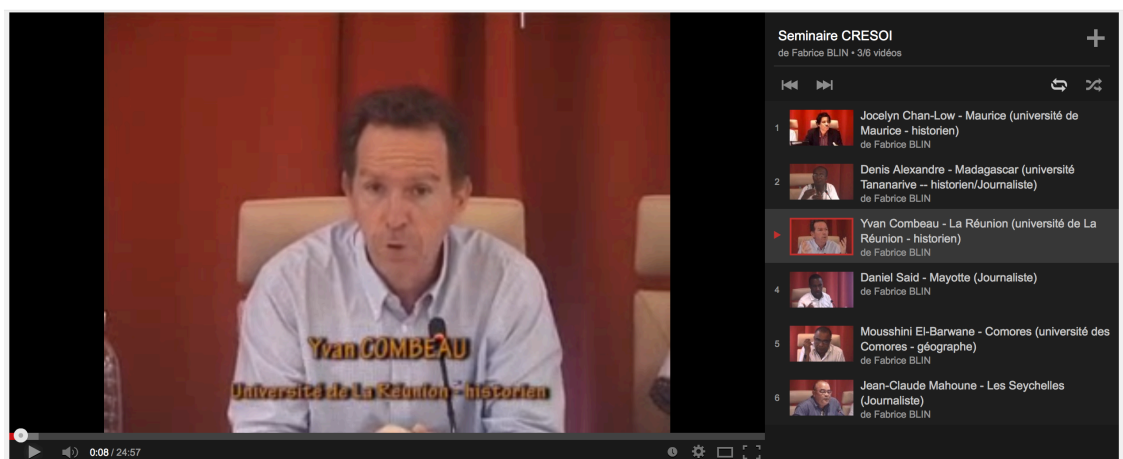 Yvan COMBEAU
Université de La Réunion - historien
0:08 / 24:57
Seminaire CRESOI
de Fabrice BLIN • 3/6 vidéos
1
Jocelyn Chan-Low - Maurice (université de
Maurice - historien)
de Fabrice BLIN
2
Denis Alexandre - Madagascar (université
Tananarive -- historien/Journaliste)
de Fabrice BLIN
Yvan Combeau - La Réunion (université de La
Réunion - historien)
de Fabrice BLIN
4
Daniel Said - Mayotte (Journaliste)
de Fabrice BLIN
5
Mousshini El-Barwane - Comores (université des
Comores - géographe)
de Fabrice BLIN
6
Jean-Claude Mahoune - Les Seychelles
(Journaliste)
de Fabrice BLIN